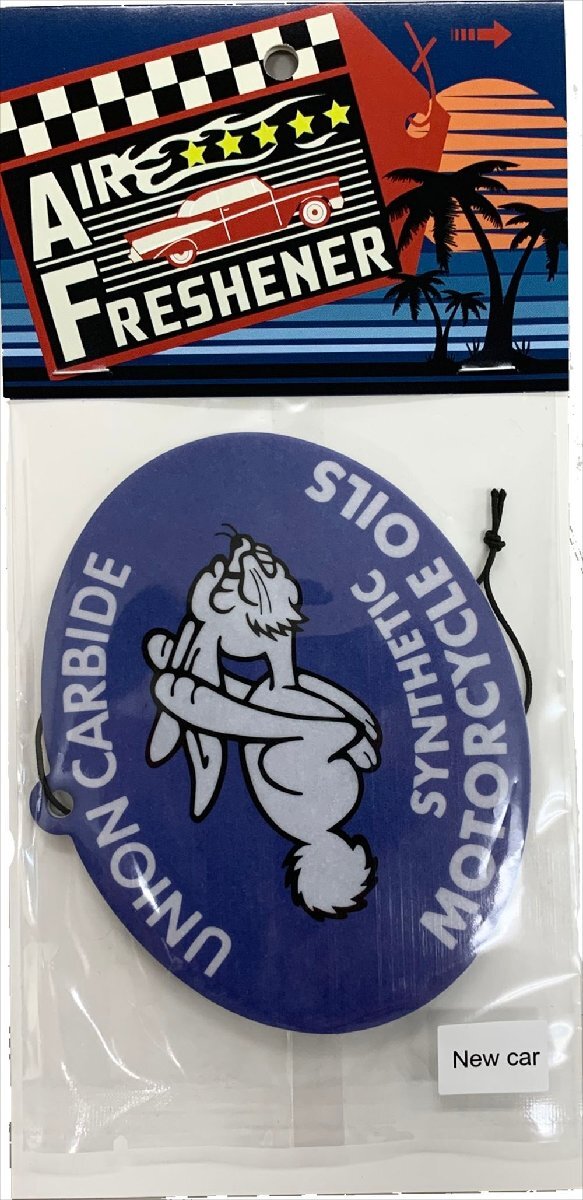 AIR
FRESHENER
UNION CARBIDE
SYNTHETIC
MOTORCYCLE OILS
New car